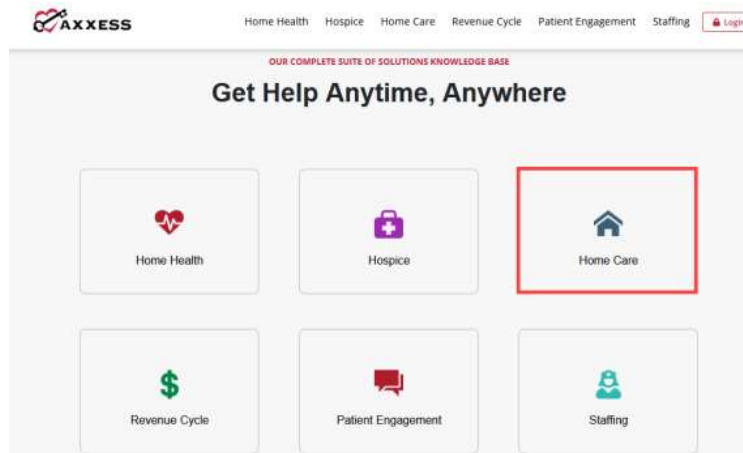 AXXESS
Home Health Hospice Home Care Revenue Cycle Patient Engagement Staffing Login
OUR COMPLETE SUITE OF SOLUTIONS KNOWLEDGE BASE
Get Help Anytime, Anywhere
Home Health Hospice Home Care
Revenue Cycle Patient Engagement Staffing